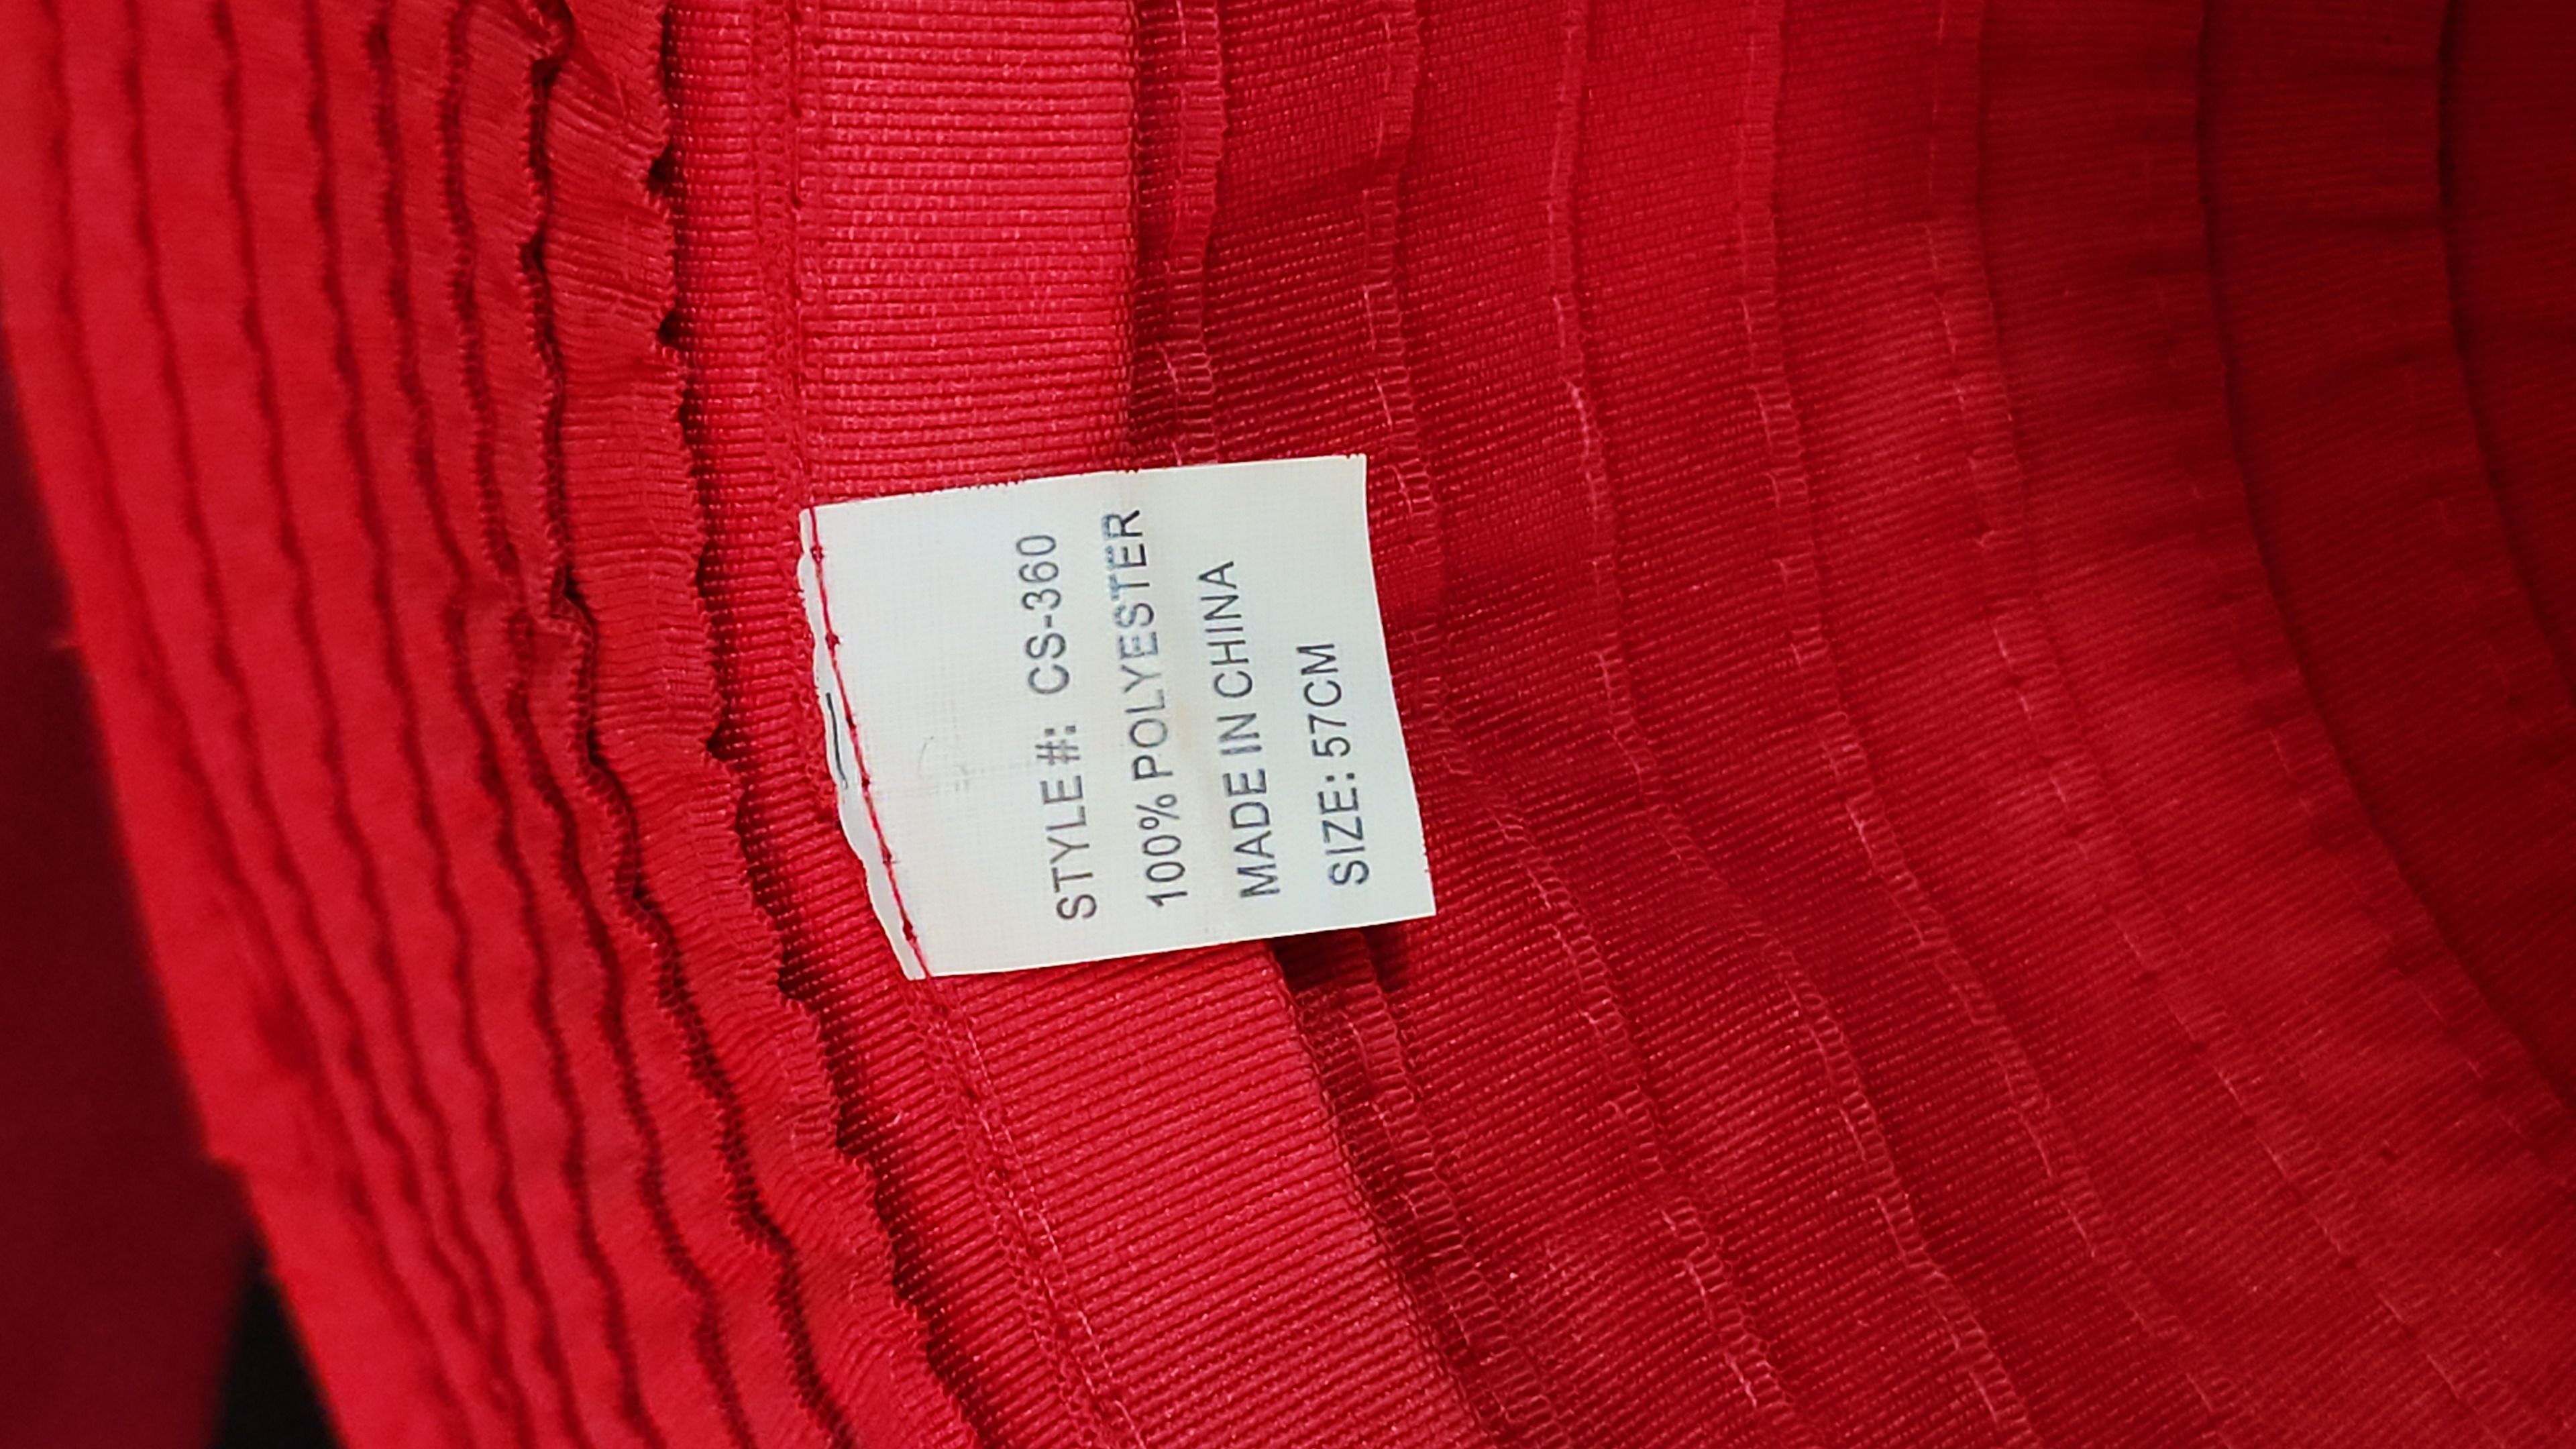 STYLE#: CS-360
100% POLYESTER
MADE IN CHINA
SIZE: 57CM